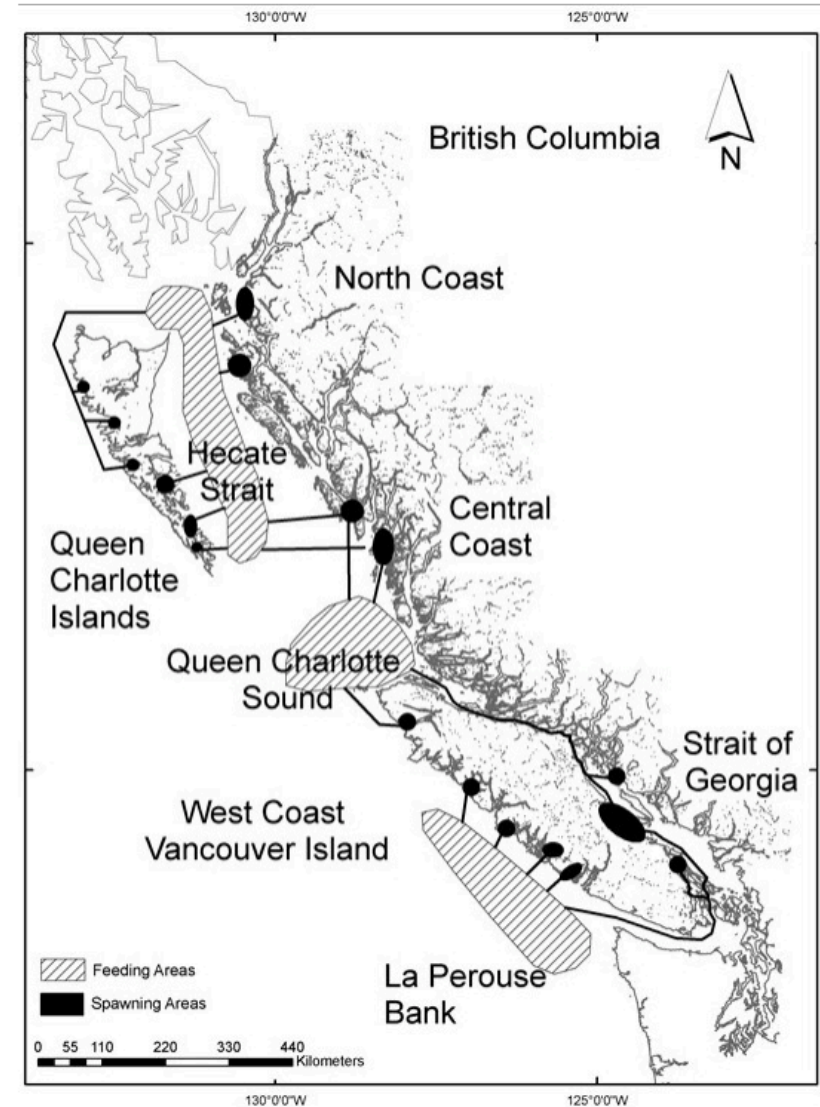 130°0'0"W
125°0'0"W
British Columbia
N
North Coast
Hecate
Strait
Central
Coast
Queen
Charlotte
Islands
Queen Charlotte
Sound
Strait of
Georgia
West Coast
Vancouver Island
La Perouse
Bank
Feeding Areas
Spawning Areas
0 55 110 220 330 440
Kilometers
130°0'0"W
125°0'0"W